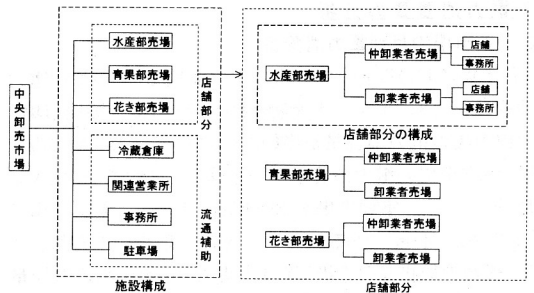 中央卸売市場
水産部売場
青果部売場
花き部売場
店舗部分
冷蔵倉庫
関連営業所
事務所
駐車場
流通補助
施設構成
水産部売場
仲卸業者売場
店舗
事務所
卸業者売場
店舗
事務所
店舗部分の構成
青果部売場
仲卸業者売場
卸業者売場
花き部売場
仲卸業者売場
卸業者売場
店舗部分